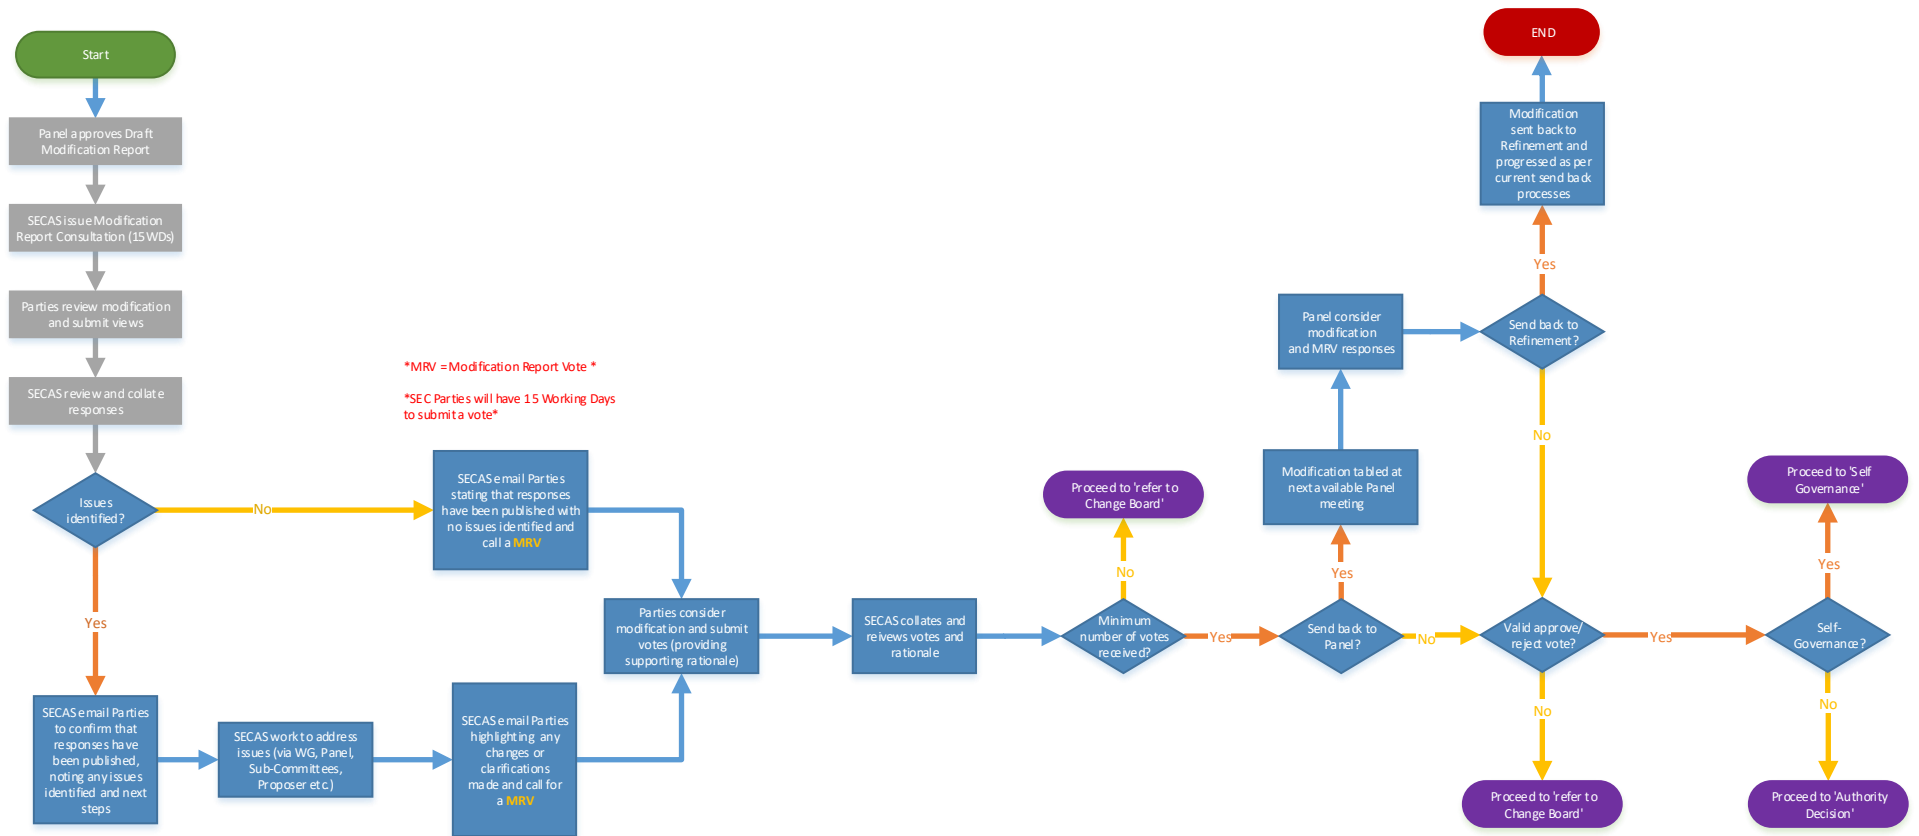 Start
Panel approves Draft
Modification Report
SECAS issue Modification
Report Consultation (15WDs)
Parties review modification
and submit views
SECAS review and collate
responses
Issues
identified?
No
Yes
*MRV = Modification Report Vote *
*SEC Parties will have 15 Working Days
to submit a vote*
SECAS email Parties
stating that responses
have been published with
no issues identified and
call a MRV
SECAS email Parties
to confirm that
responses have
been published,
noting any issues
identified and next
steps
SECAS work to address
issues (via WG, Panel,
Sub-Committees,
Proposer etc.)
SECAS email Parties
highlighting any
changes or
clarifications
made and call for
a MRV
Parties consider
modification and submit
votes (providing
supporting rationale)
SECAS collates and
reivews votes and
rationale
Minimum
number of votes
received?
No
Proceed to 'refer to
Change Board'
Yes
Send back to
Panel?
Yes
Modification tabled at
next available Panel
meeting
Panel consider
modification
and MRV responses
Send back to
Refinement?
Yes
Modification
sent back to
Refinement and
progressed as per
current send back
processes
END
No
No
Valid approve/
reject vote?
No
Proceed to 'refer to
Change Board'
Yes
Self-
Governance?
Yes
Proceed to 'Self
Governance'
No
Proceed to 'Authority
Decision'